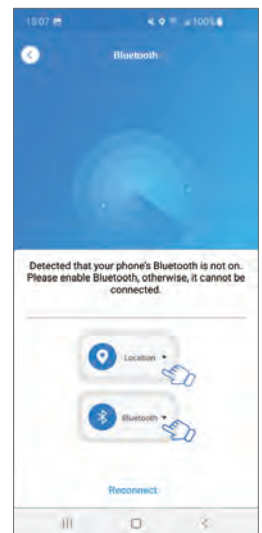 15:07
100%
Bluetooth
Detected that your phone's Bluetooth is not on.
Please enable Bluetooth, otherwise, it cannot be
connected.
Location
Bluetooth
Reconnect